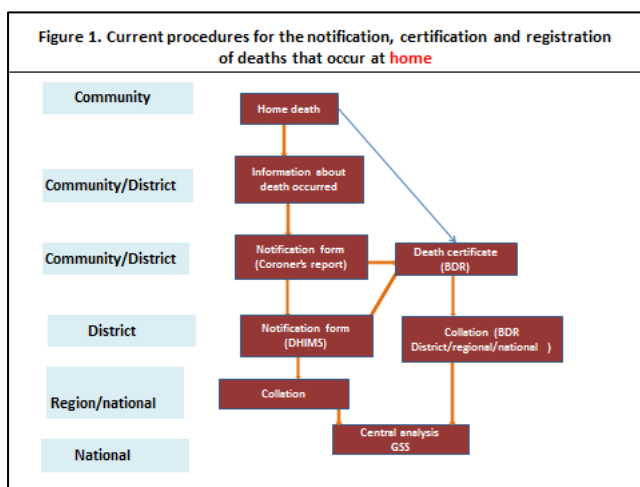 Figure 1. Current procedures for the notification, certification and registration
of deaths that occur at home
Community
Home death
Community/District
Information about
death occurred
Community/District
Notification form
(Coroner's report)
Death certificate
(BDR)
District
Notification form
(DHIMS)
Collation (BDR
District/regional/national )
Region/national
Collation
National
Central analysis
GSS